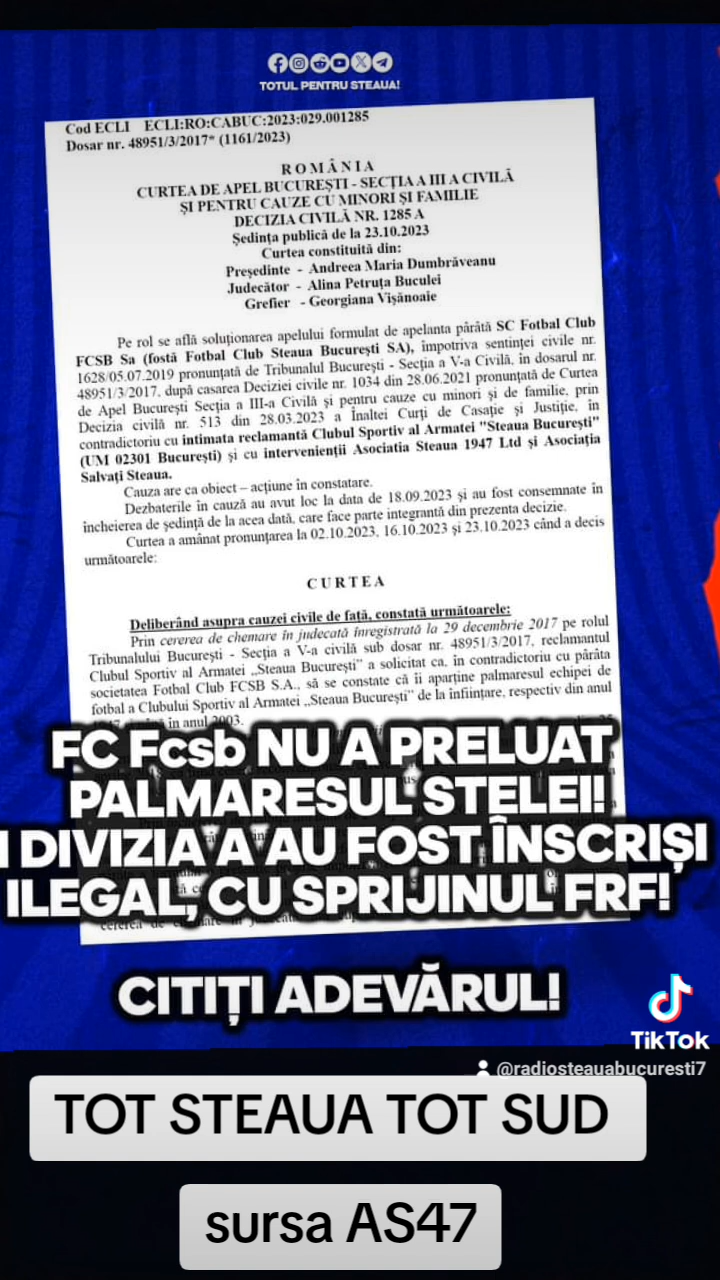 TOTUL PENTRU STEAUA!
Cod ECLI ECLI:RO:CABUC:2023:029.001285
Dosar nr. 48951/3/2017* (1161/2023)
R O M Â N I A
CURTEA DE APEL BUCUREȘTI - SECȚIA A III A CIVILĂ
ȘI PENTRU CAUZE CU MINORI ȘI FAMILIE
DECIZIA CIVILĂ NR. 1285 A
Ședința publică de la 23.10.2023
Curtea constituită din:
Președinte - Andreea Maria Dumbrăveanu
Judecător - Alina Petruța Buculei
Grefier - Georgiana Vișănoaie
Pe rol se află soluționarea apelului formulat de apelanta pârâtă SC Fotbal Club
FCSB Sa (fostă Fotbal Club Steaua București SA), împotriva sentinței civile nr.
1628/05.07.2019 pronunțată de Tribunalul București - Secția a V-a Civilă, în dosarul nr.
48951/3/2017, după casarea Deciziei civile nr. 1034 din 28.06.2021 pronunțată de Curtea
de Apel București Secția a III-a Civilă și pentru cauze cu minori și de familie, prin
Decizia civilă nr. 513 din 28.03.2023 a Înaltei Curți de Casație și Justiție, în
contradictoriu cu intimata reclamantă Clubul Sportiv al Armatei "Steaua București"
(UM 02301 București) și cu intervenienții Asociatia Steaua 1947 Ltd și Asociația
Salvați Steaua.
Cauza are ca obiect – acțiune în constatare.
Dezbaterile în cauză au avut loc la data de 18.09.2023 și au fost consemnate în
încheierea de ședință de la acea dată, care face parte integrantă din prezenta decizie.
Curtea a amânat pronunțarea la 02.10.2023, 16.10.2023 și 23.10.2023 când a decis
următoarele:
C U R T E A
Deliberând asupra cauzei civile de față, constată următoarele:
Prin cererea de chemare în judecată înregistrată la 29 decembrie 2017 pe rolul
Tribunalului București - Secția a V-a civilă sub dosar nr. 48951/3/2017, reclamantul
Clubul Sportiv al Armatei „Steaua București” a solicitat ca, în contradictoriu cu pârâta
societatea Fotbal Club FCSB S.A., să se constate că îi aparține palmaresul echipei de
fotbal a Clubului Sportiv al Armatei „Steaua București” de la înființare, respectiv din anul
în anul 2003.
FC Fcsb NU A PRELUAT
PALMARESUL STELEI!
DIVIZIA A AU FOST ÎNSCRIȘI
ILEGAL, CU SPRIJINUL FRF!
CITIȚI ADEVĂRUL!
TikTok
@radiosteauabucuresti7
TOT STEAUA TOT SUD
sursa AS47